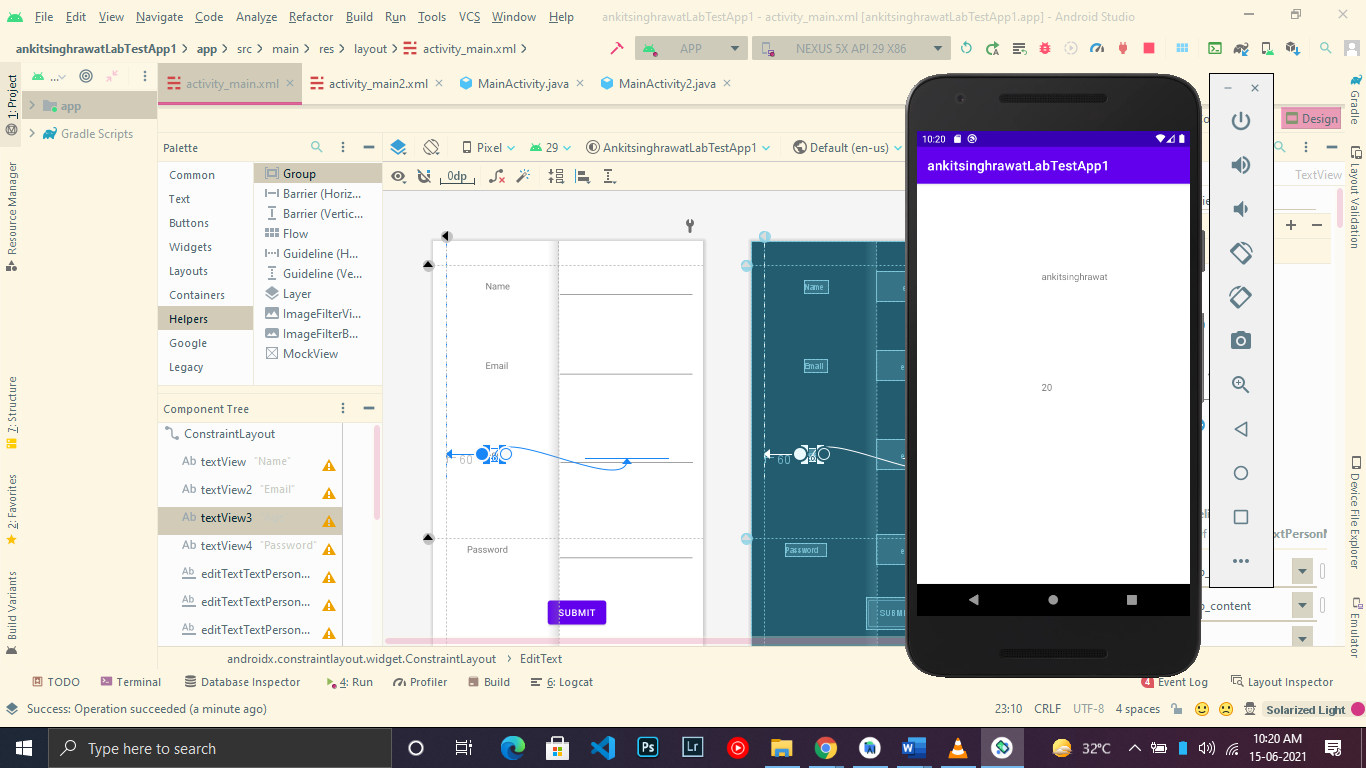 File Edit View Navigate Code Analyze Refactor Build Run Tools VCS Window Help ankitsinghrawatLabTestApp1 - activity_main.xml [ankitsinghrawatLabTestApp1.app] - Android Studio
ankitsinghrawatLabTestApp1 app src main res layout activity_main.xml APP NEXUS 5X API 29 X86
... activity_main.xml activity_main2.xml MainActivity.java MainActivity2.java
1: Project
Resource Manager
7: Structure
2: Favorites
Build Variants
app
Gradle Scripts
Design
Palette
Pixel 29 AnkitsinghrawatLabTestApp1 Default (en-us)
0dp
Common
Text
Buttons
Widgets
Layouts
Containers
Helpers
Google
Legacy
Group
Barrier (Horiz...
Barrier (Vertic...
Flow
Guideline (H...
Guideline (Ve...
Layer
ImageFilterVi...
ImageFilterB...
MockView
Component Tree
ConstraintLayout
Ab textView "Name"
Ab textView2 "Email"
Ab textView3
Ab textView4 "Password"
Ab editTextTextPerson...
Ab editTextTextPerson...
Ab editTextTextPerson...
Name
Email
60
Password
SUBMIT
Name
Email
60
Password
10:20
ankitsinghrawatLabTestApp1
ankitsinghrawat
20
TextView
Gradle
Layout Validation
Device File Explorer
Emulator
androidx.constraintlayout.widget.ConstraintLayout EditText
TODO Terminal Database Inspector 4: Run Profiler Build 6: Logcat 4 Event Log Layout Inspector
Success: Operation succeeded (a minute ago) 23:10 CRLF UTF-8 4 spaces Solarized Light
Type here to search Ps Lr 32°C 10:20 AM
15-06-2021